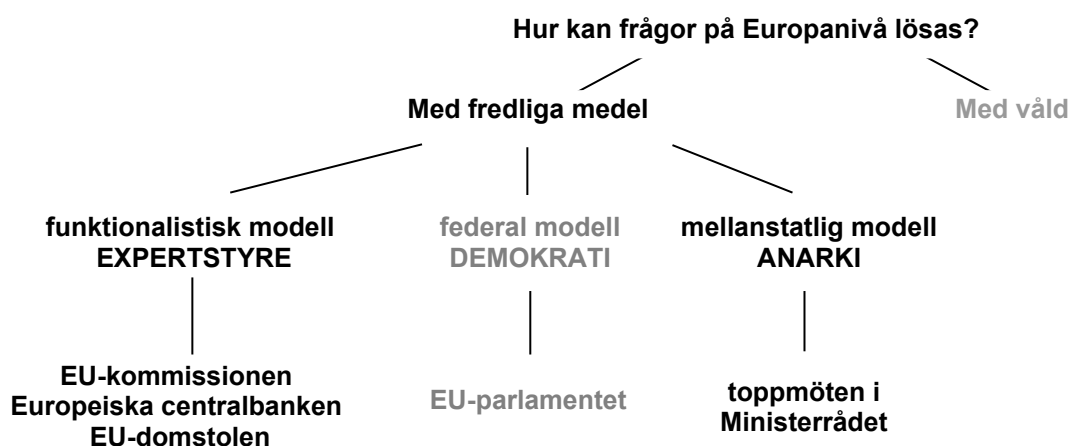 Hur kan frågor på Europanivå lösas?
Med fredliga medel
Med våld
funktionalistisk modell
EXPERTSTYRE
federal modell
DEMOKRATI
mellanstatlig modell
ANARKI
EU-kommissionen
Europeiska centralbanken
EU-domstolen
EU-parlamentet
toppmöten i
Ministerrådet